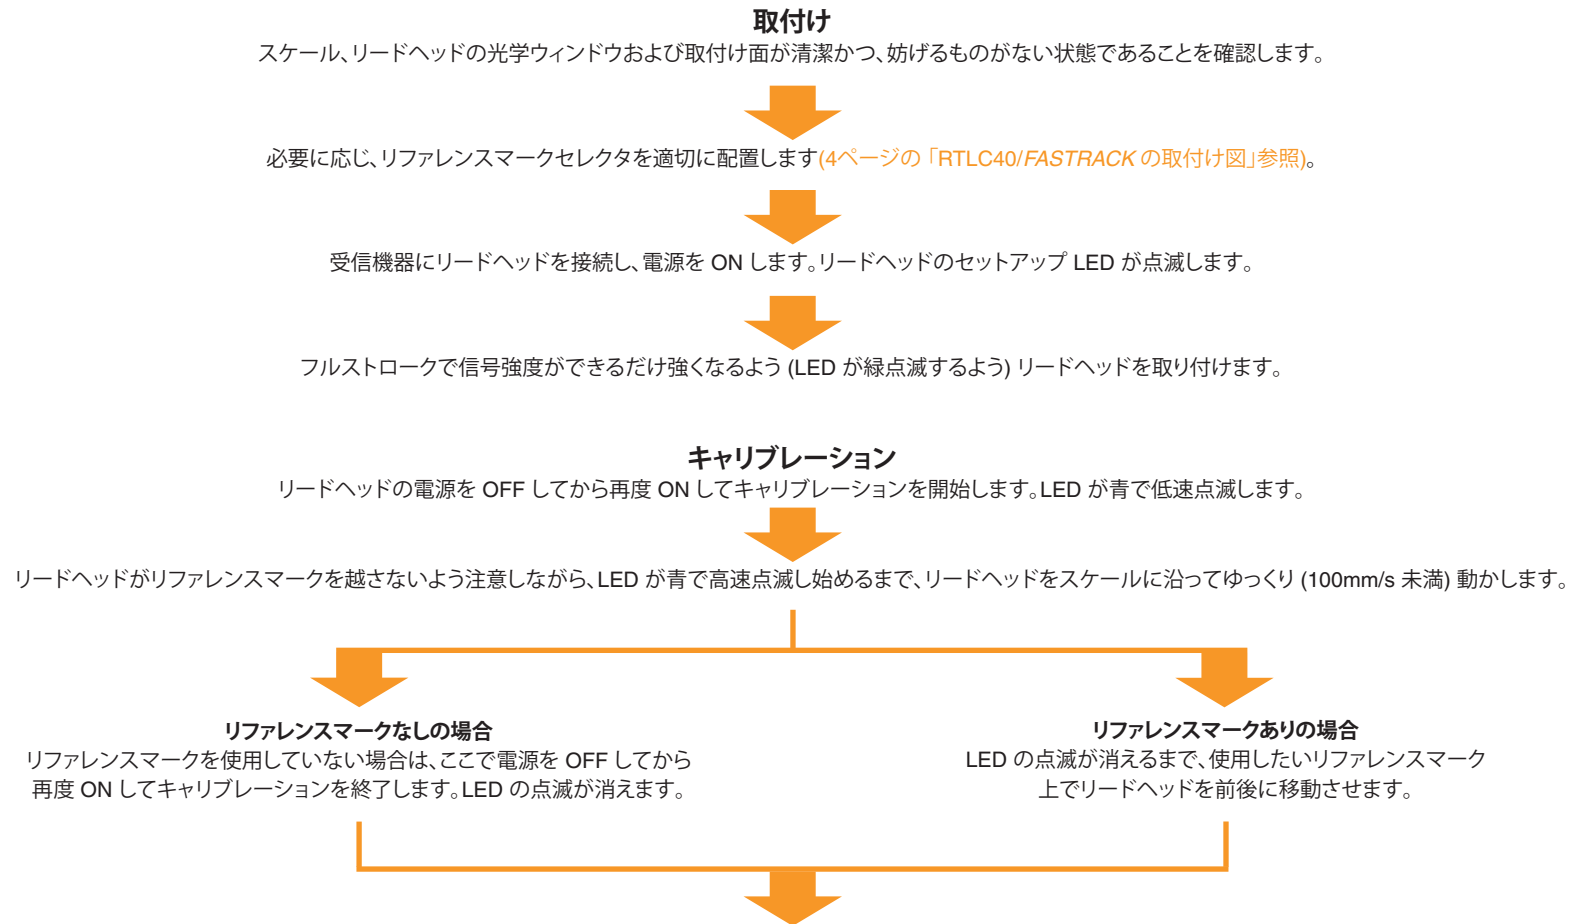 取付け
スケール、リードヘッドの光学ウィンドウおよび取付け面が清潔かつ、妨げるものがない状態であることを確認します。
必要に応じ、リファレンスマークセレクタを適切に配置します(4ページの「RTLC40/FASTRACK の取付け図」参照)。
受信機器にリードヘッドを接続し、電源を ON します。リードヘッドのセットアップ LED が点滅します。
フルストロークで信号強度ができるだけ強くなるよう (LED が緑点滅するよう) リードヘッドを取り付けます。
キャリブレーション
リードヘッドの電源を OFF してから再度 ON してキャリブレーションを開始します。LED が青で低速点滅します。
リードヘッドがリファレンスマークを越さないよう注意しながら、LED が青で高速点滅し始めるまで、リードヘッドをスケールに沿ってゆっくり (100mm/s 未満) 動かします。
リファレンスマークなしの場合
リファレンスマークを使用していない場合は、ここで電源を OFF してから
再度 ON してキャリブレーションを終了します。LED の点滅が消えます。
リファレンスマークありの場合
LED の点滅が消えるまで、使用したいリファレンスマーク
上でリードヘッドを前後に移動させます。